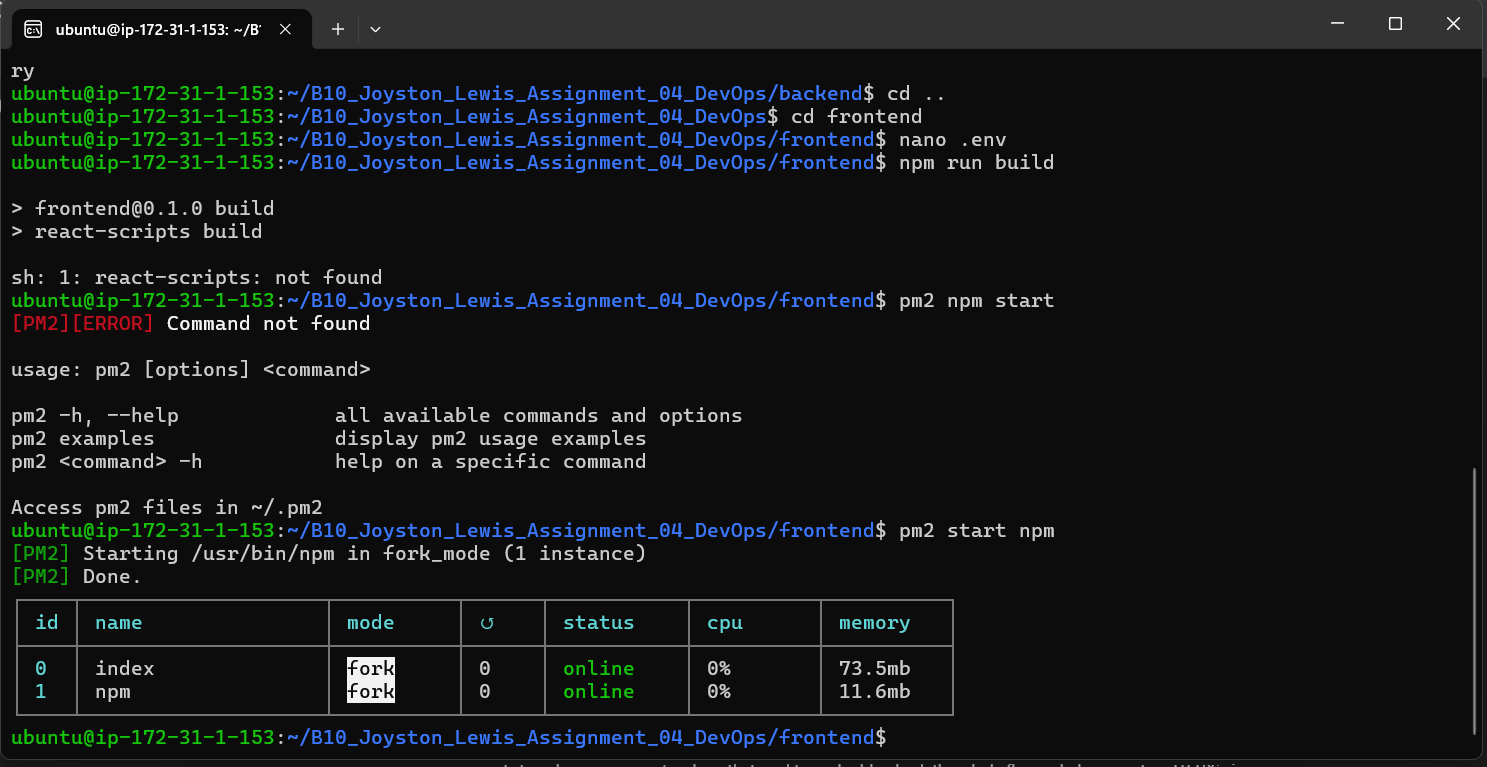 ubuntu@ip-172-31-1-153: ~/B1
ry
ubuntu@ip-172-31-1-153:~/B10_Joyston_Lewis_Assignment_04_DevOps/backend$ cd ..
ubuntu@ip-172-31-1-153:~/B10_Joyston_Lewis_Assignment_04_DevOps$ cd frontend
ubuntu@ip-172-31-1-153:~/B10_Joyston_Lewis_Assignment_04_DevOps/frontend$ nano .env
ubuntu@ip-172-31-1-153:~/B10_Joyston_Lewis_Assignment_04_DevOps/frontend$ npm run build
> frontend@0.1.0 build
> react-scripts build
sh: 1: react-scripts: not found
ubuntu@ip-172-31-1-153:~/B10_Joyston_Lewis_Assignment_04_DevOps/frontend$ pm2 npm start
[PM2][ERROR] Command not found
usage: pm2 [options] <command>
pm2 -h, --help all available commands and options
pm2 examples display pm2 usage examples
pm2 <command> -h help on a specific command
Access pm2 files in ~/.pm2
ubuntu@ip-172-31-1-153:~/B10_Joyston_Lewis_Assignment_04_DevOps/frontend$ pm2 start npm
[PM2] Starting /usr/bin/npm in fork_mode (1 instance)
[PM2] Done.
id name mode ↺ status cpu memory
0 index fork 0 online 0% 73.5mb
1 npm fork 0 online 0% 11.6mb
ubuntu@ip-172-31-1-153:~/B10_Joyston_Lewis_Assignment_04_DevOps/frontend$